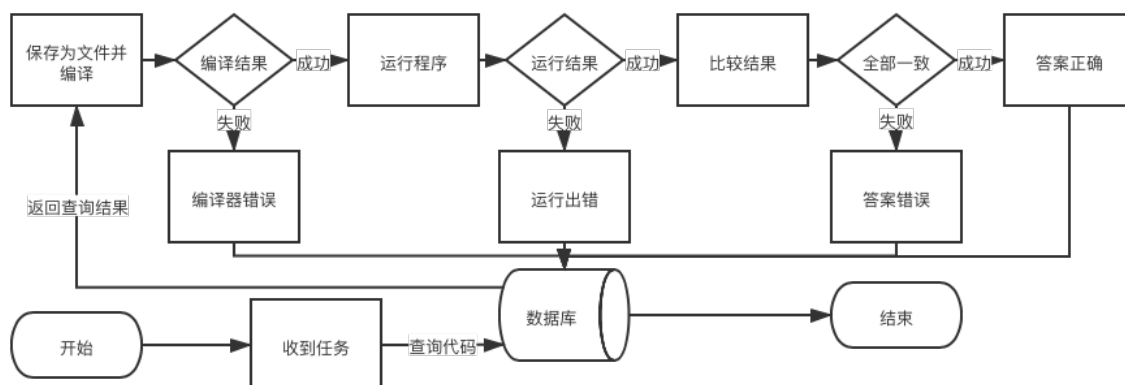 保存为文件并
编译
编译结果
成功
运行程序
运行结果
成功
比较结果
全部一致
成功
答案正确
失败
失败
失败
编译器错误
运行出错
答案错误
返回查询结果
数据库
结束
开始
收到任务
查询代码